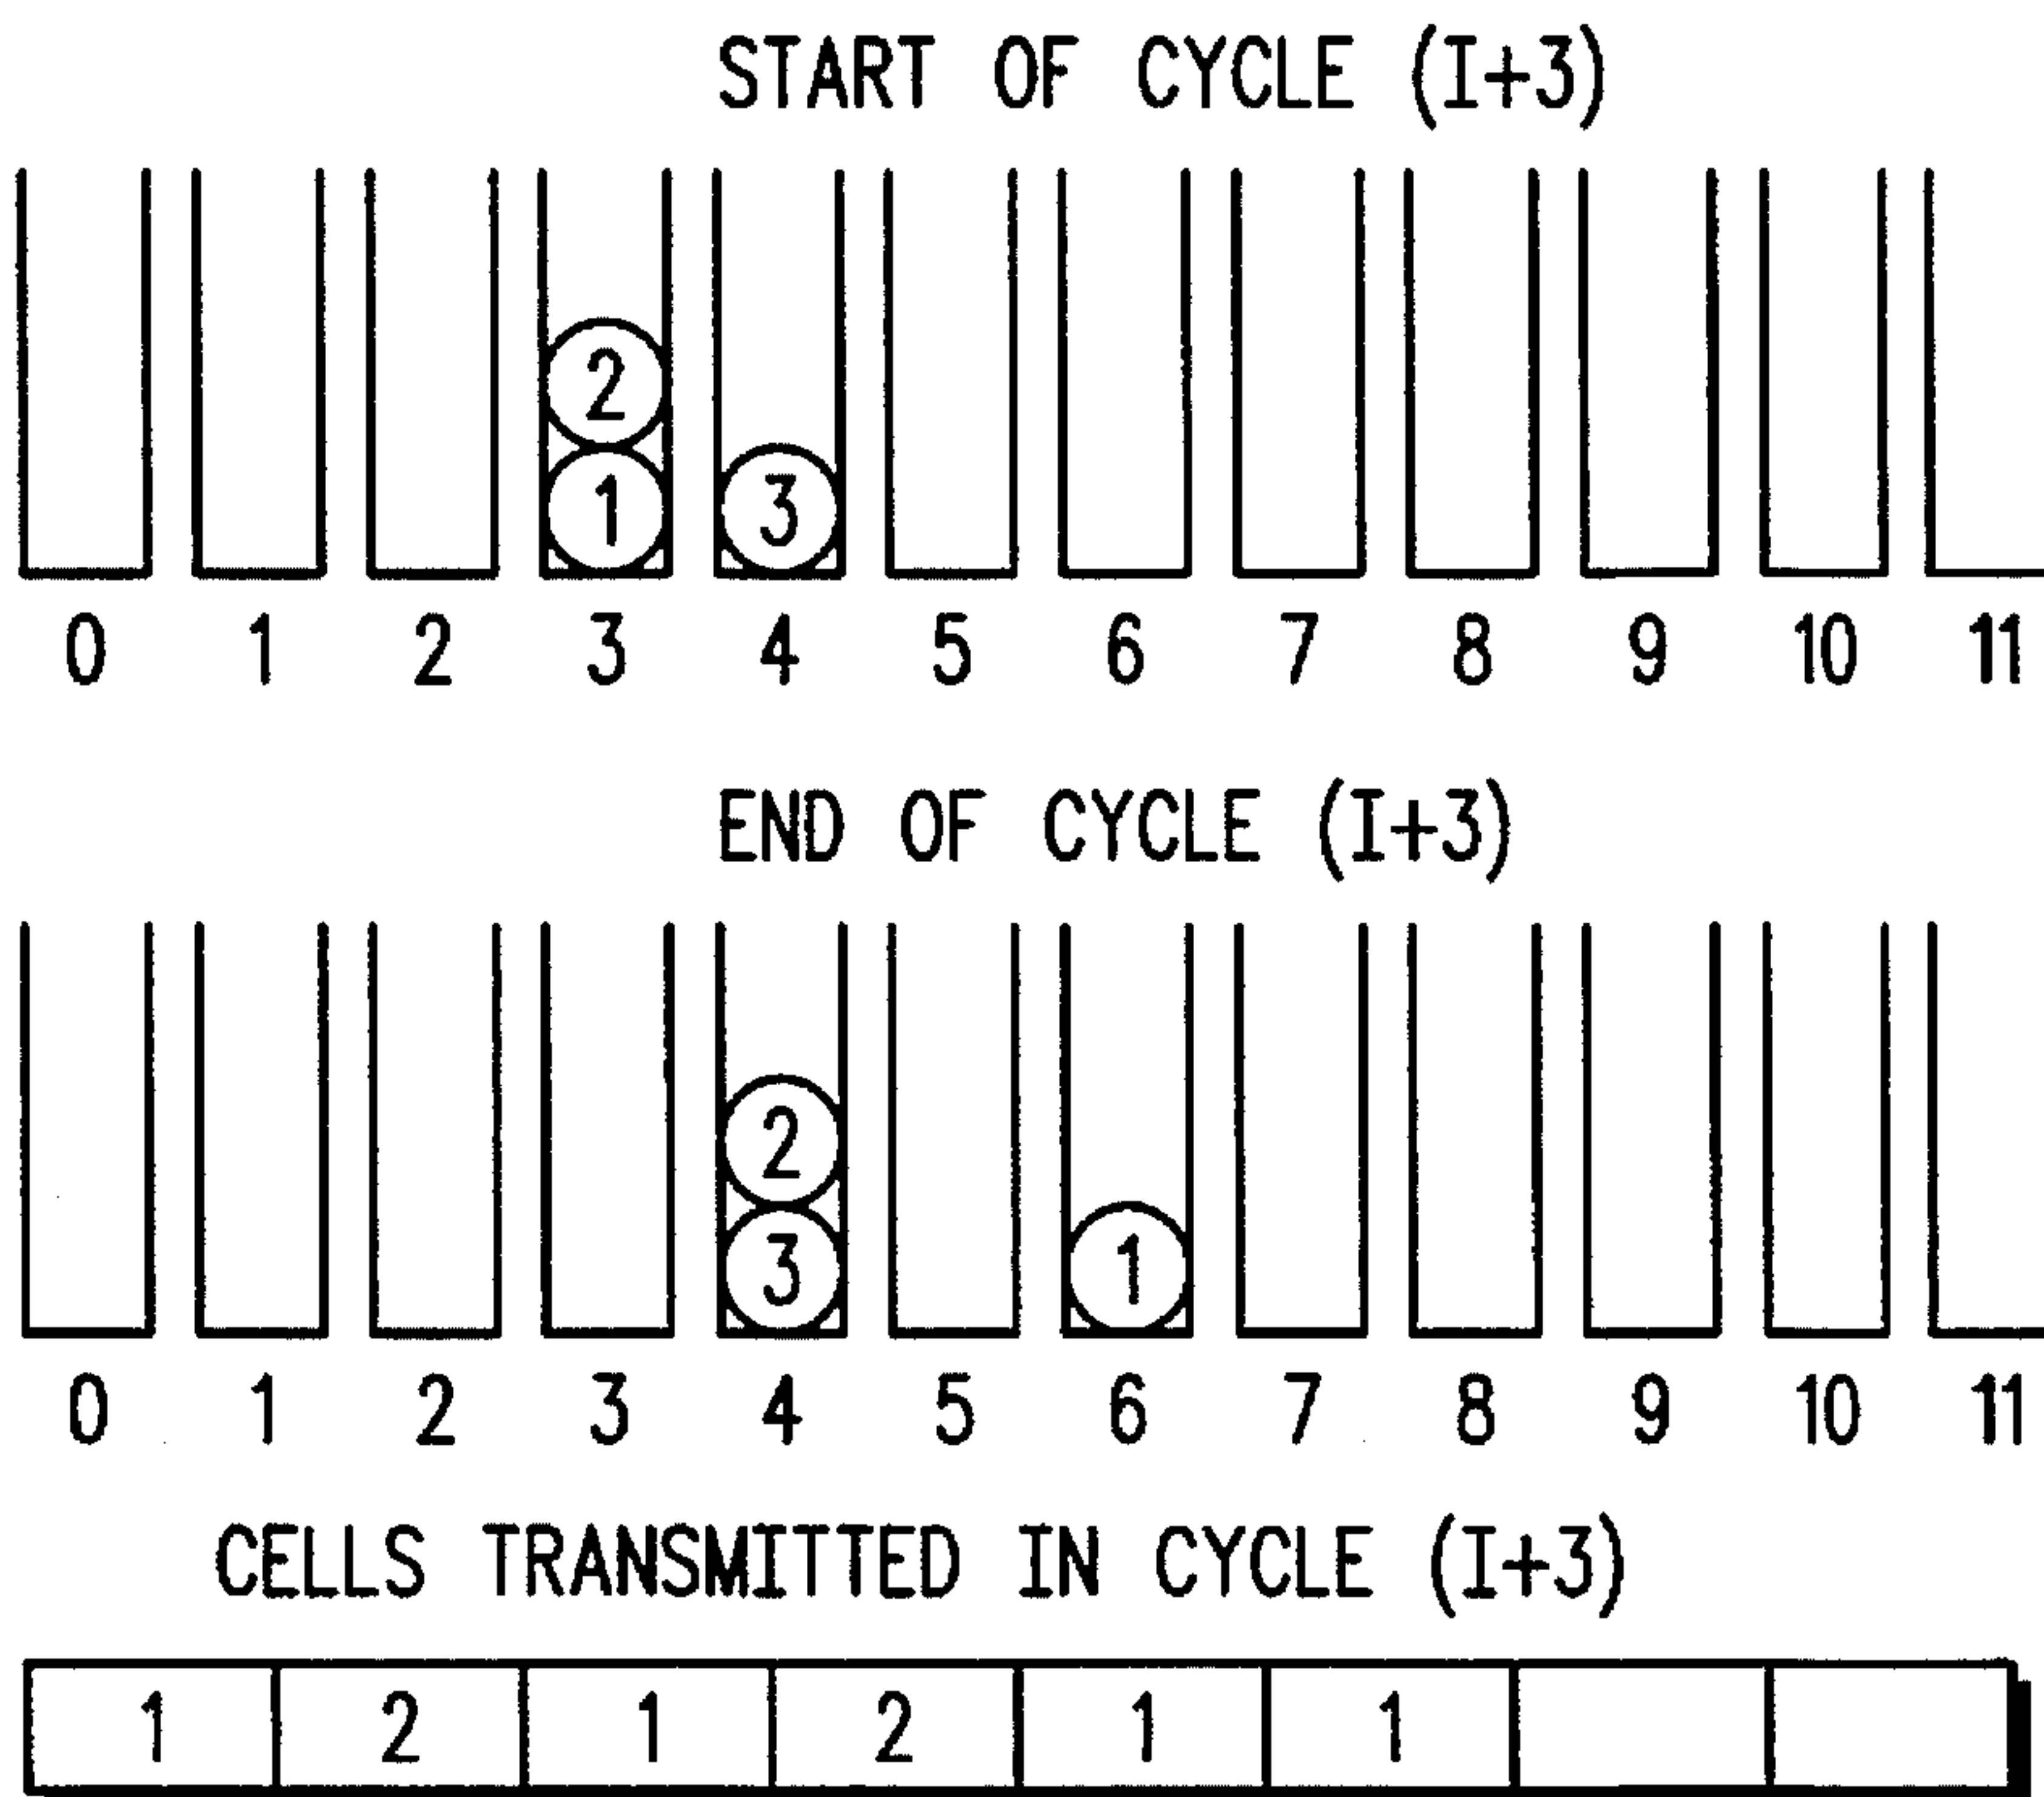 START OF CYCLE (I+3)
2
1 3
0 1 2 3 4 5 6 7 8 9 10 11
END OF CYCLE (I+3)
2
3 1
0 1 2 3 4 5 6 7 8 9 10 11
CELLS TRANSMITTED IN CYCLE (I+3)
1 2 1 2 1 1